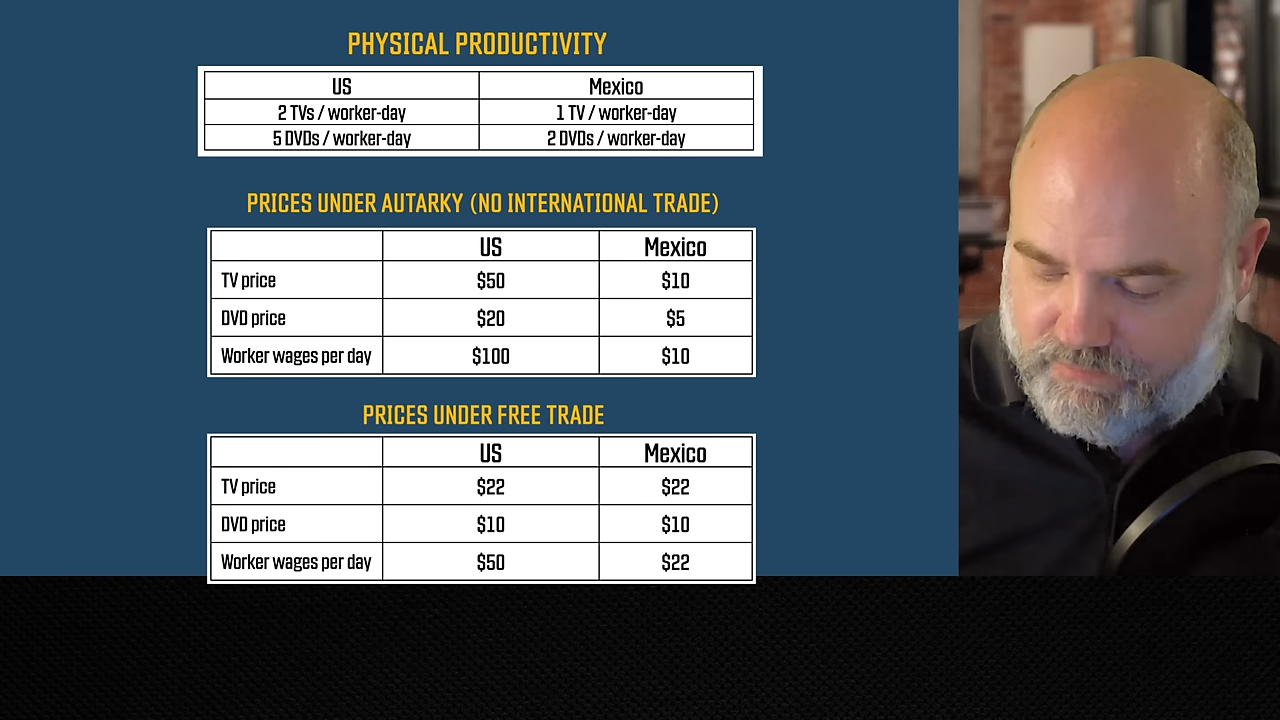 PHYSICAL PRODUCTIVITY
US Mexico
2 TVs / worker-day 1 TV / worker-day
5 DVDs / worker-day 2 DVDs / worker-day
PRICES UNDER AUTARKY (NO INTERNATIONAL TRADE)
US Mexico
TV price $50 $10
DVD price $20 $5
Worker wages per day $100 $10
PRICES UNDER FREE TRADE
US Mexico
TV price $22 $22
DVD price $10 $10
Worker wages per day $50 $22